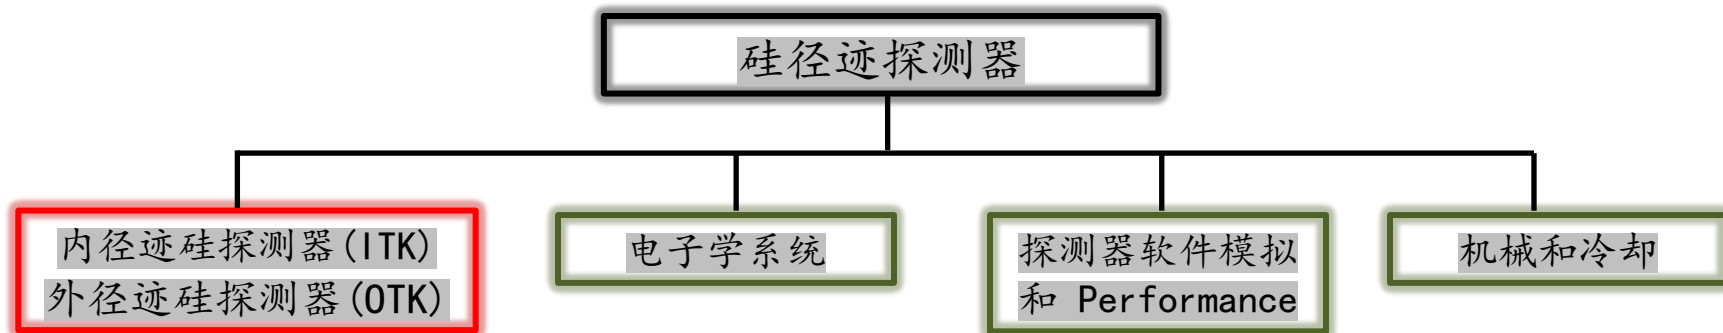 硅径迹探测器
内径迹硅探测器(ITK)
外径迹硅探测器(OTK)
电子学系统
探测器软件模拟
和 Performance
机械和冷却